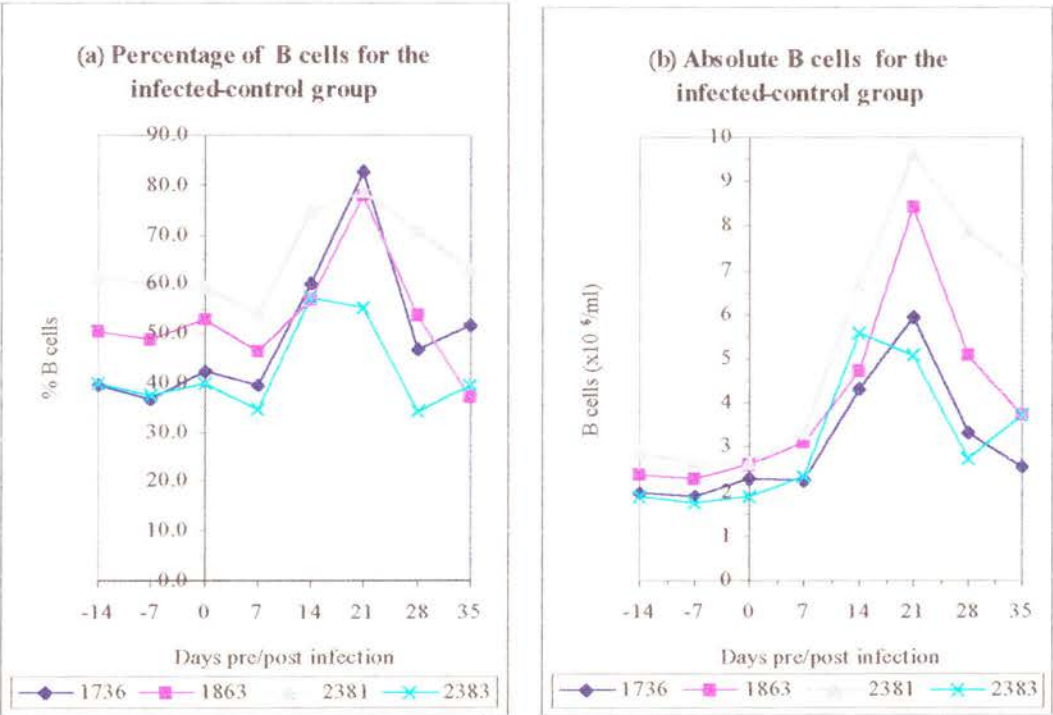 (a) Percentage of B cells for the
infected-control group
90.0
80.0
70.0
60.0
50.0
40.0
30.0
20.0
10.0
0.0
% B cells
-14 -7 0 7 14 21 28 35
Days pre/post infection
1736 1863 2381 2383
(b) Absolute B cells for the
infected-control group
10
9
8
7
6
5
4
3
2
1
0
B cells (x10⁶/ml)
-14 -7 0 7 14 21 28 35
Days pre/post infection
1736 1863 2381 2383